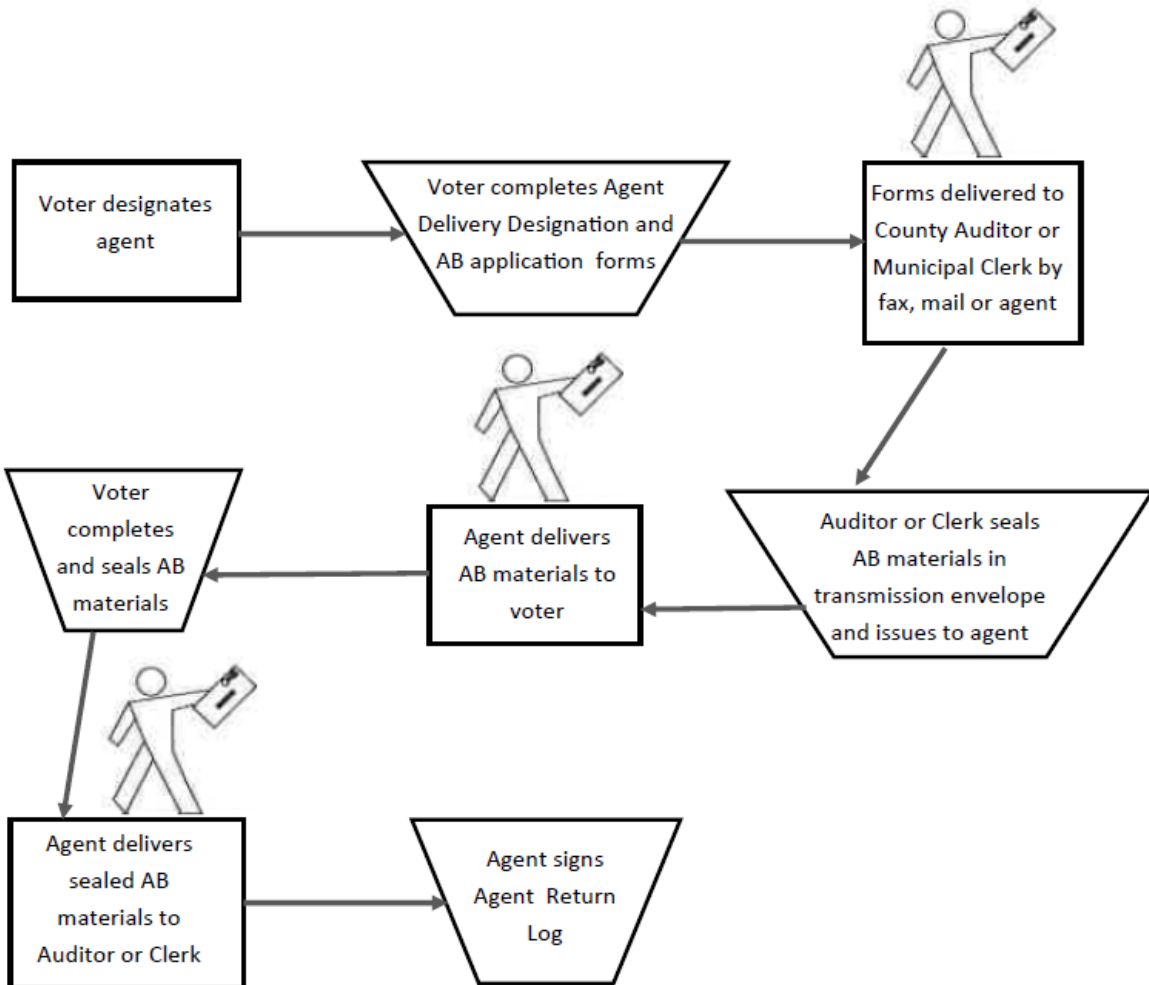 Voter designates
agent
Voter completes Agent
Delivery Designation and
AB application forms
Forms delivered to
County Auditor or
Municipal Clerk by
fax, mail or agent
Auditor or Clerk seals
AB materials in
transmission envelope
and issues to agent
Agent delivers
AB materials to
voter
Voter
completes
and seals AB
materials
Agent delivers
sealed AB
materials to
Auditor or Clerk
Agent signs
Agent Return
Log